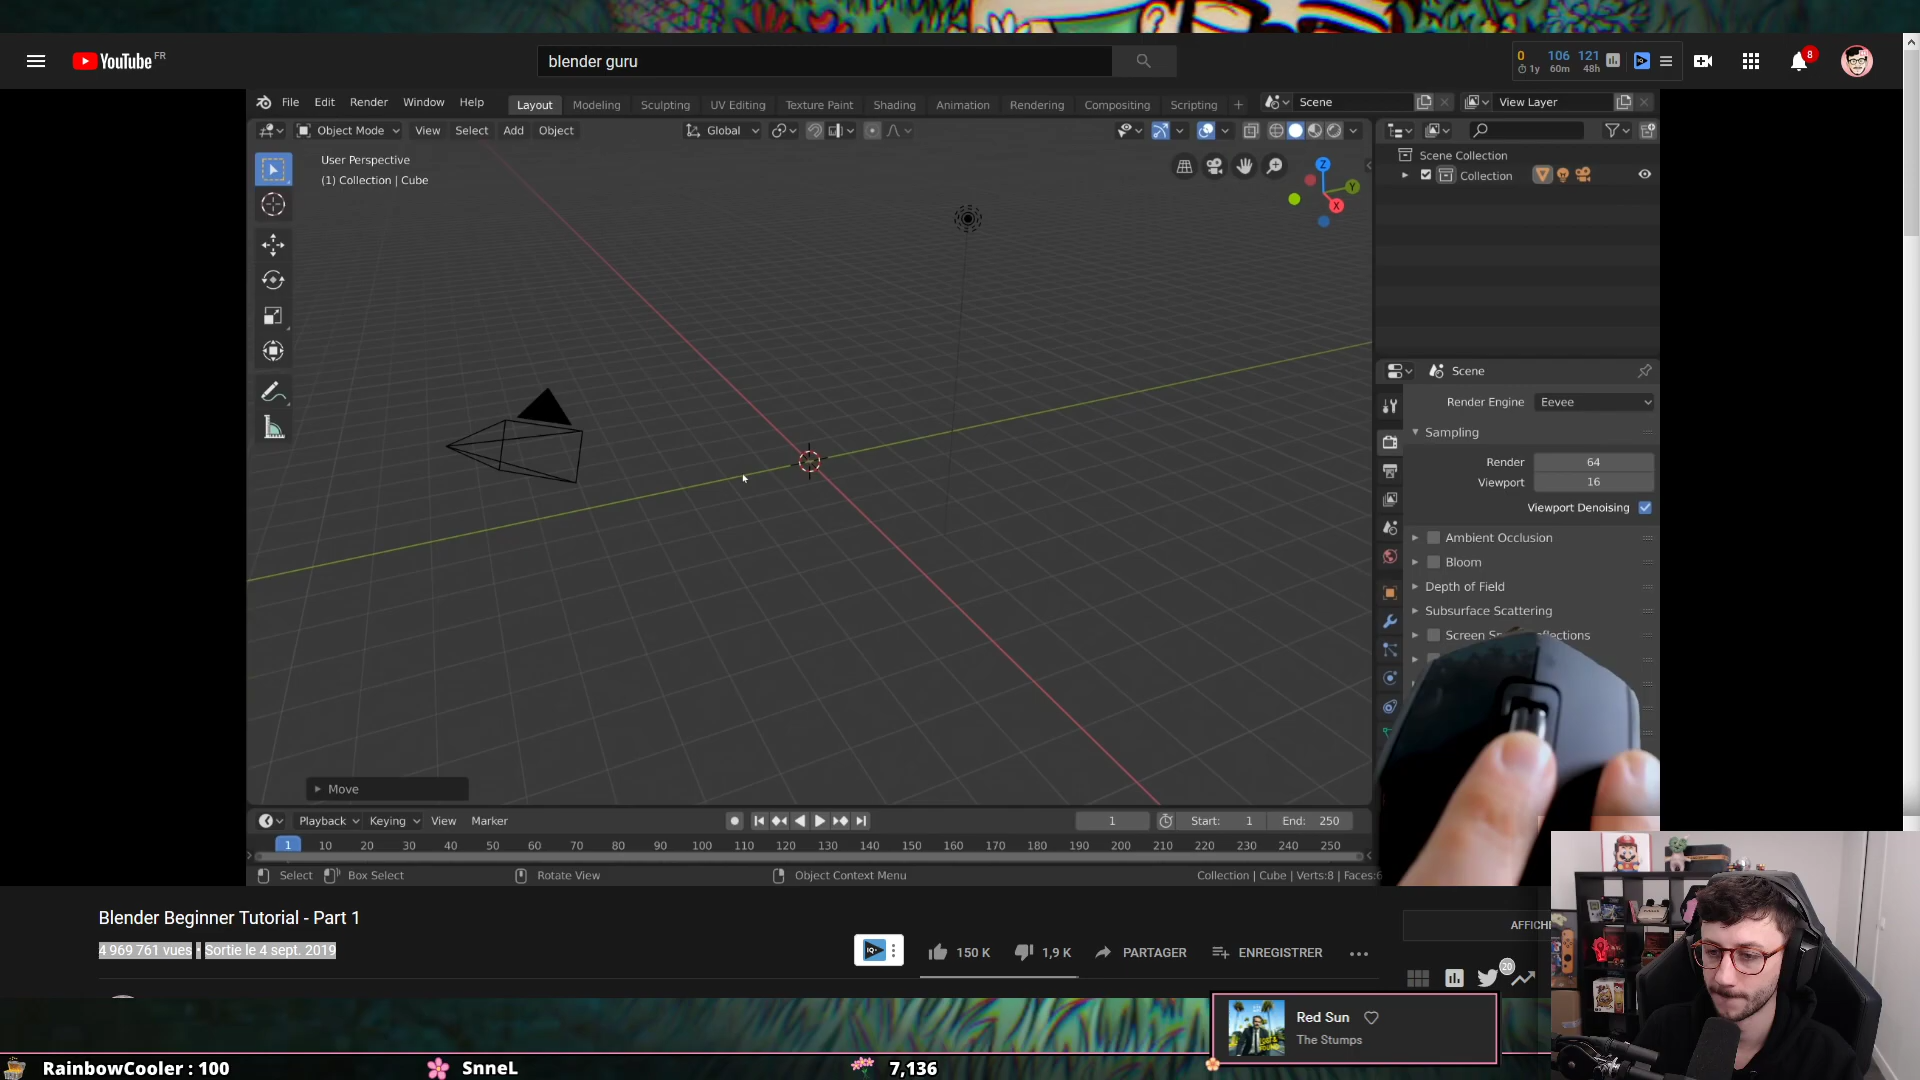 YouTube FR
blender guru
0 106 121
1y 60m 48h
8
File Edit Render Window Help
Layout Modeling Sculpting UV Editing Texture Paint Shading Animation Rendering Compositing Scripting +
Scene
View Layer
Object Mode View Select Add Object
Global
User Perspective
(1) Collection | Cube
Z
Y
X
Scene Collection
Collection
Scene
Render Engine Eevee
Sampling
Render 64
Viewport 16
Viewport Denoising
Ambient Occlusion
Bloom
Depth of Field
Subsurface Scattering
Move
Playback Keying View Marker
1 Start: 1 End: 250
1 10 20 30 40 50 60 70 80 90 100 110 120 130 140 150 160 170 180 190 200 210 220 230 240 250
Select Box Select Rotate View Object Context Menu
Collection | Cube | Verts:8 | Faces:6
Blender Beginner Tutorial - Part 1
4 969 761 vues • Sortie le 4 sept. 2019
IQ
150 K 1,9 K PARTAGER ENREGISTRER
20
Red Sun
The Stumps
RainbowCooler : 100
SnneL
7,136